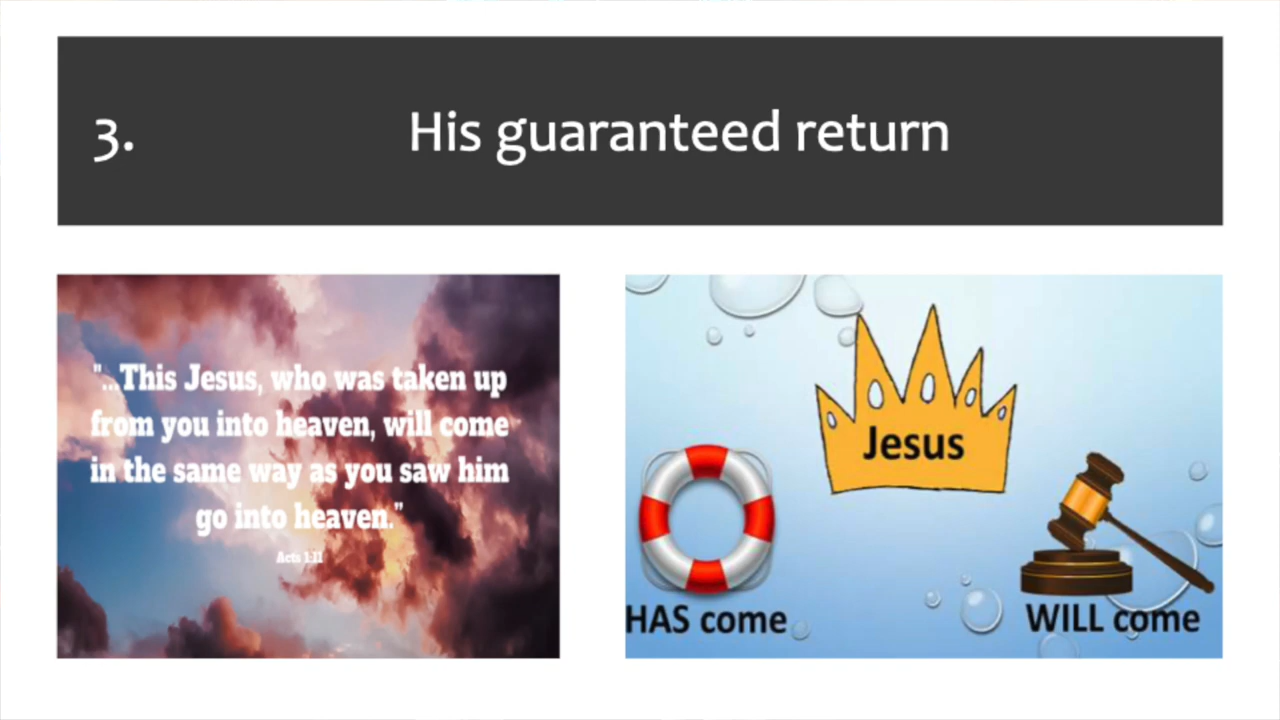 3. His guaranteed return
"...This Jesus, who was taken up
from you into heaven, will come
in the same way as you saw him
go into heaven."
Acts 1:11
Jesus
HAS come
WILL come